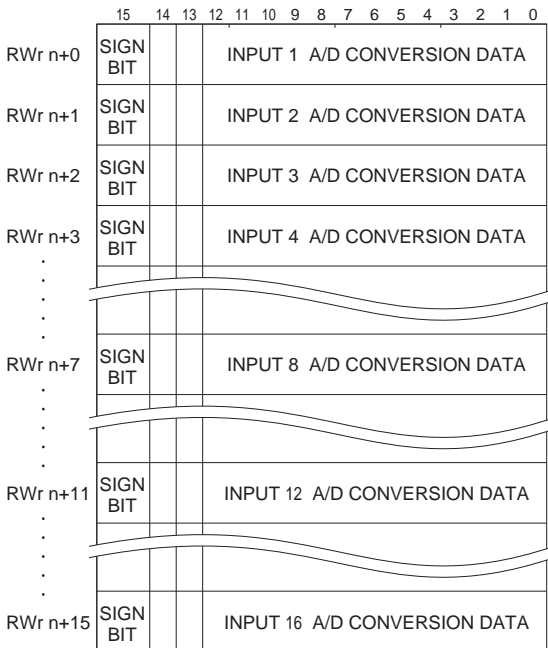 15 14 13 12 11 10 9 8 7 6 5 4 3 2 1 0
RWr n+0 SIGN BIT INPUT 1 A/D CONVERSION DATA
RWr n+1 SIGN BIT INPUT 2 A/D CONVERSION DATA
RWr n+2 SIGN BIT INPUT 3 A/D CONVERSION DATA
RWr n+3 SIGN BIT INPUT 4 A/D CONVERSION DATA
RWr n+7 SIGN BIT INPUT 8 A/D CONVERSION DATA
RWr n+11 SIGN BIT INPUT 12 A/D CONVERSION DATA
RWr n+15 SIGN BIT INPUT 16 A/D CONVERSION DATA